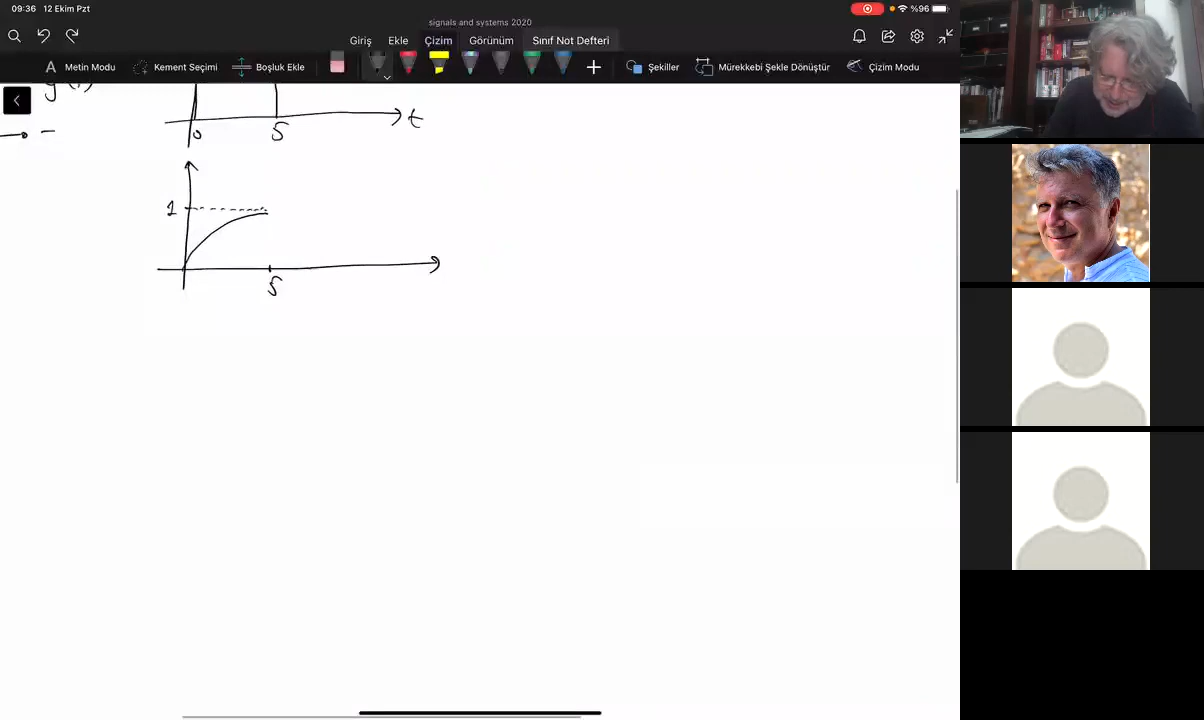 09:36 12 Ekim Pzt
%96
signals and systems 2020
Giriş Ekle Çizim Görünüm Sınıf Not Defteri
Metin Modu Kement Seçimi Boşluk Ekle Şekiller Mürekkebi Şekle Dönüştür Çizim Modu
0 5 t
1
5